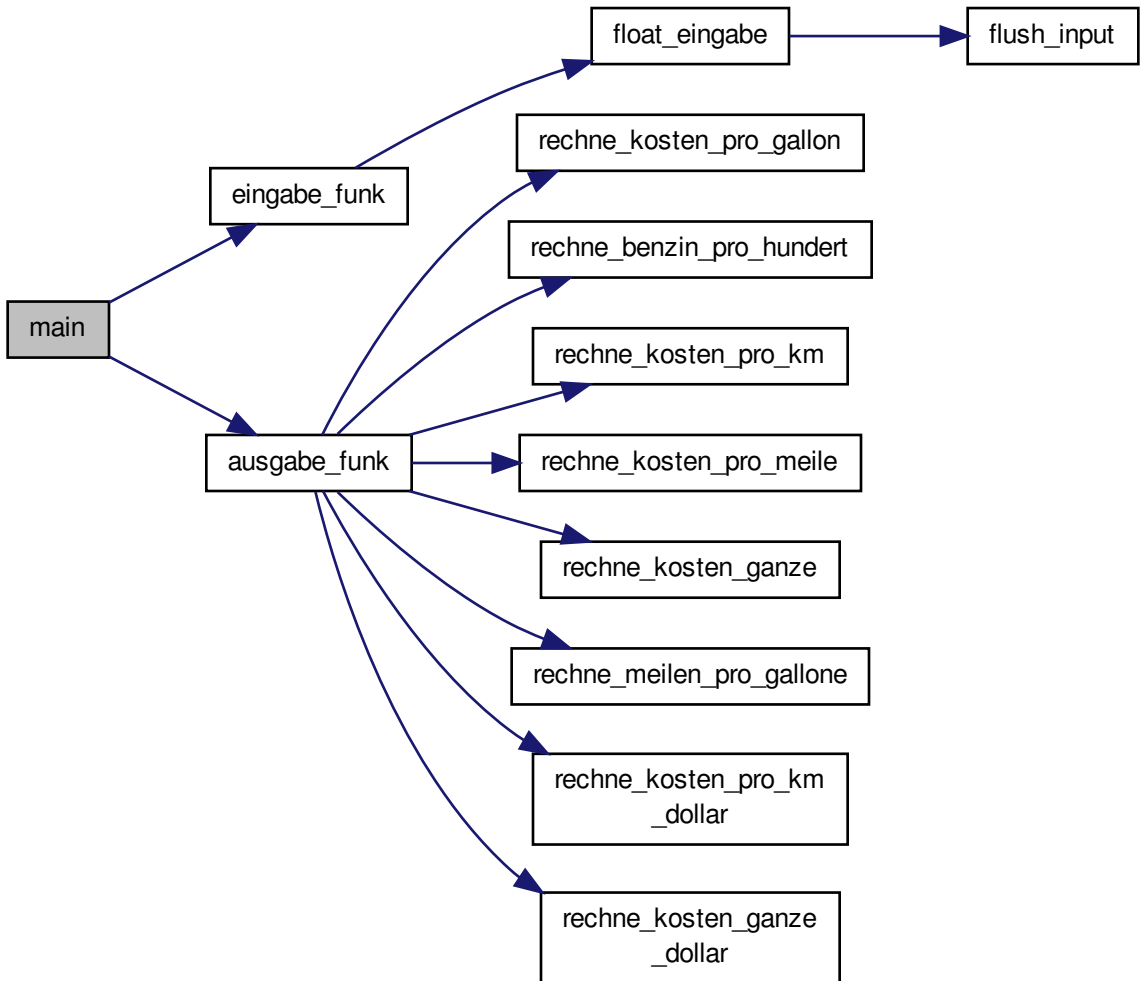 float_eingabe
flush_input
rechne_kosten_pro_gallon
eingabe_funk
rechne_benzin_pro_hundert
main
rechne_kosten_pro_km
ausgabe_funk
rechne_kosten_pro_meile
rechne_kosten_ganze
rechne_meilen_pro_gallone
rechne_kosten_pro_km
_dollar
rechne_kosten_ganze
_dollar